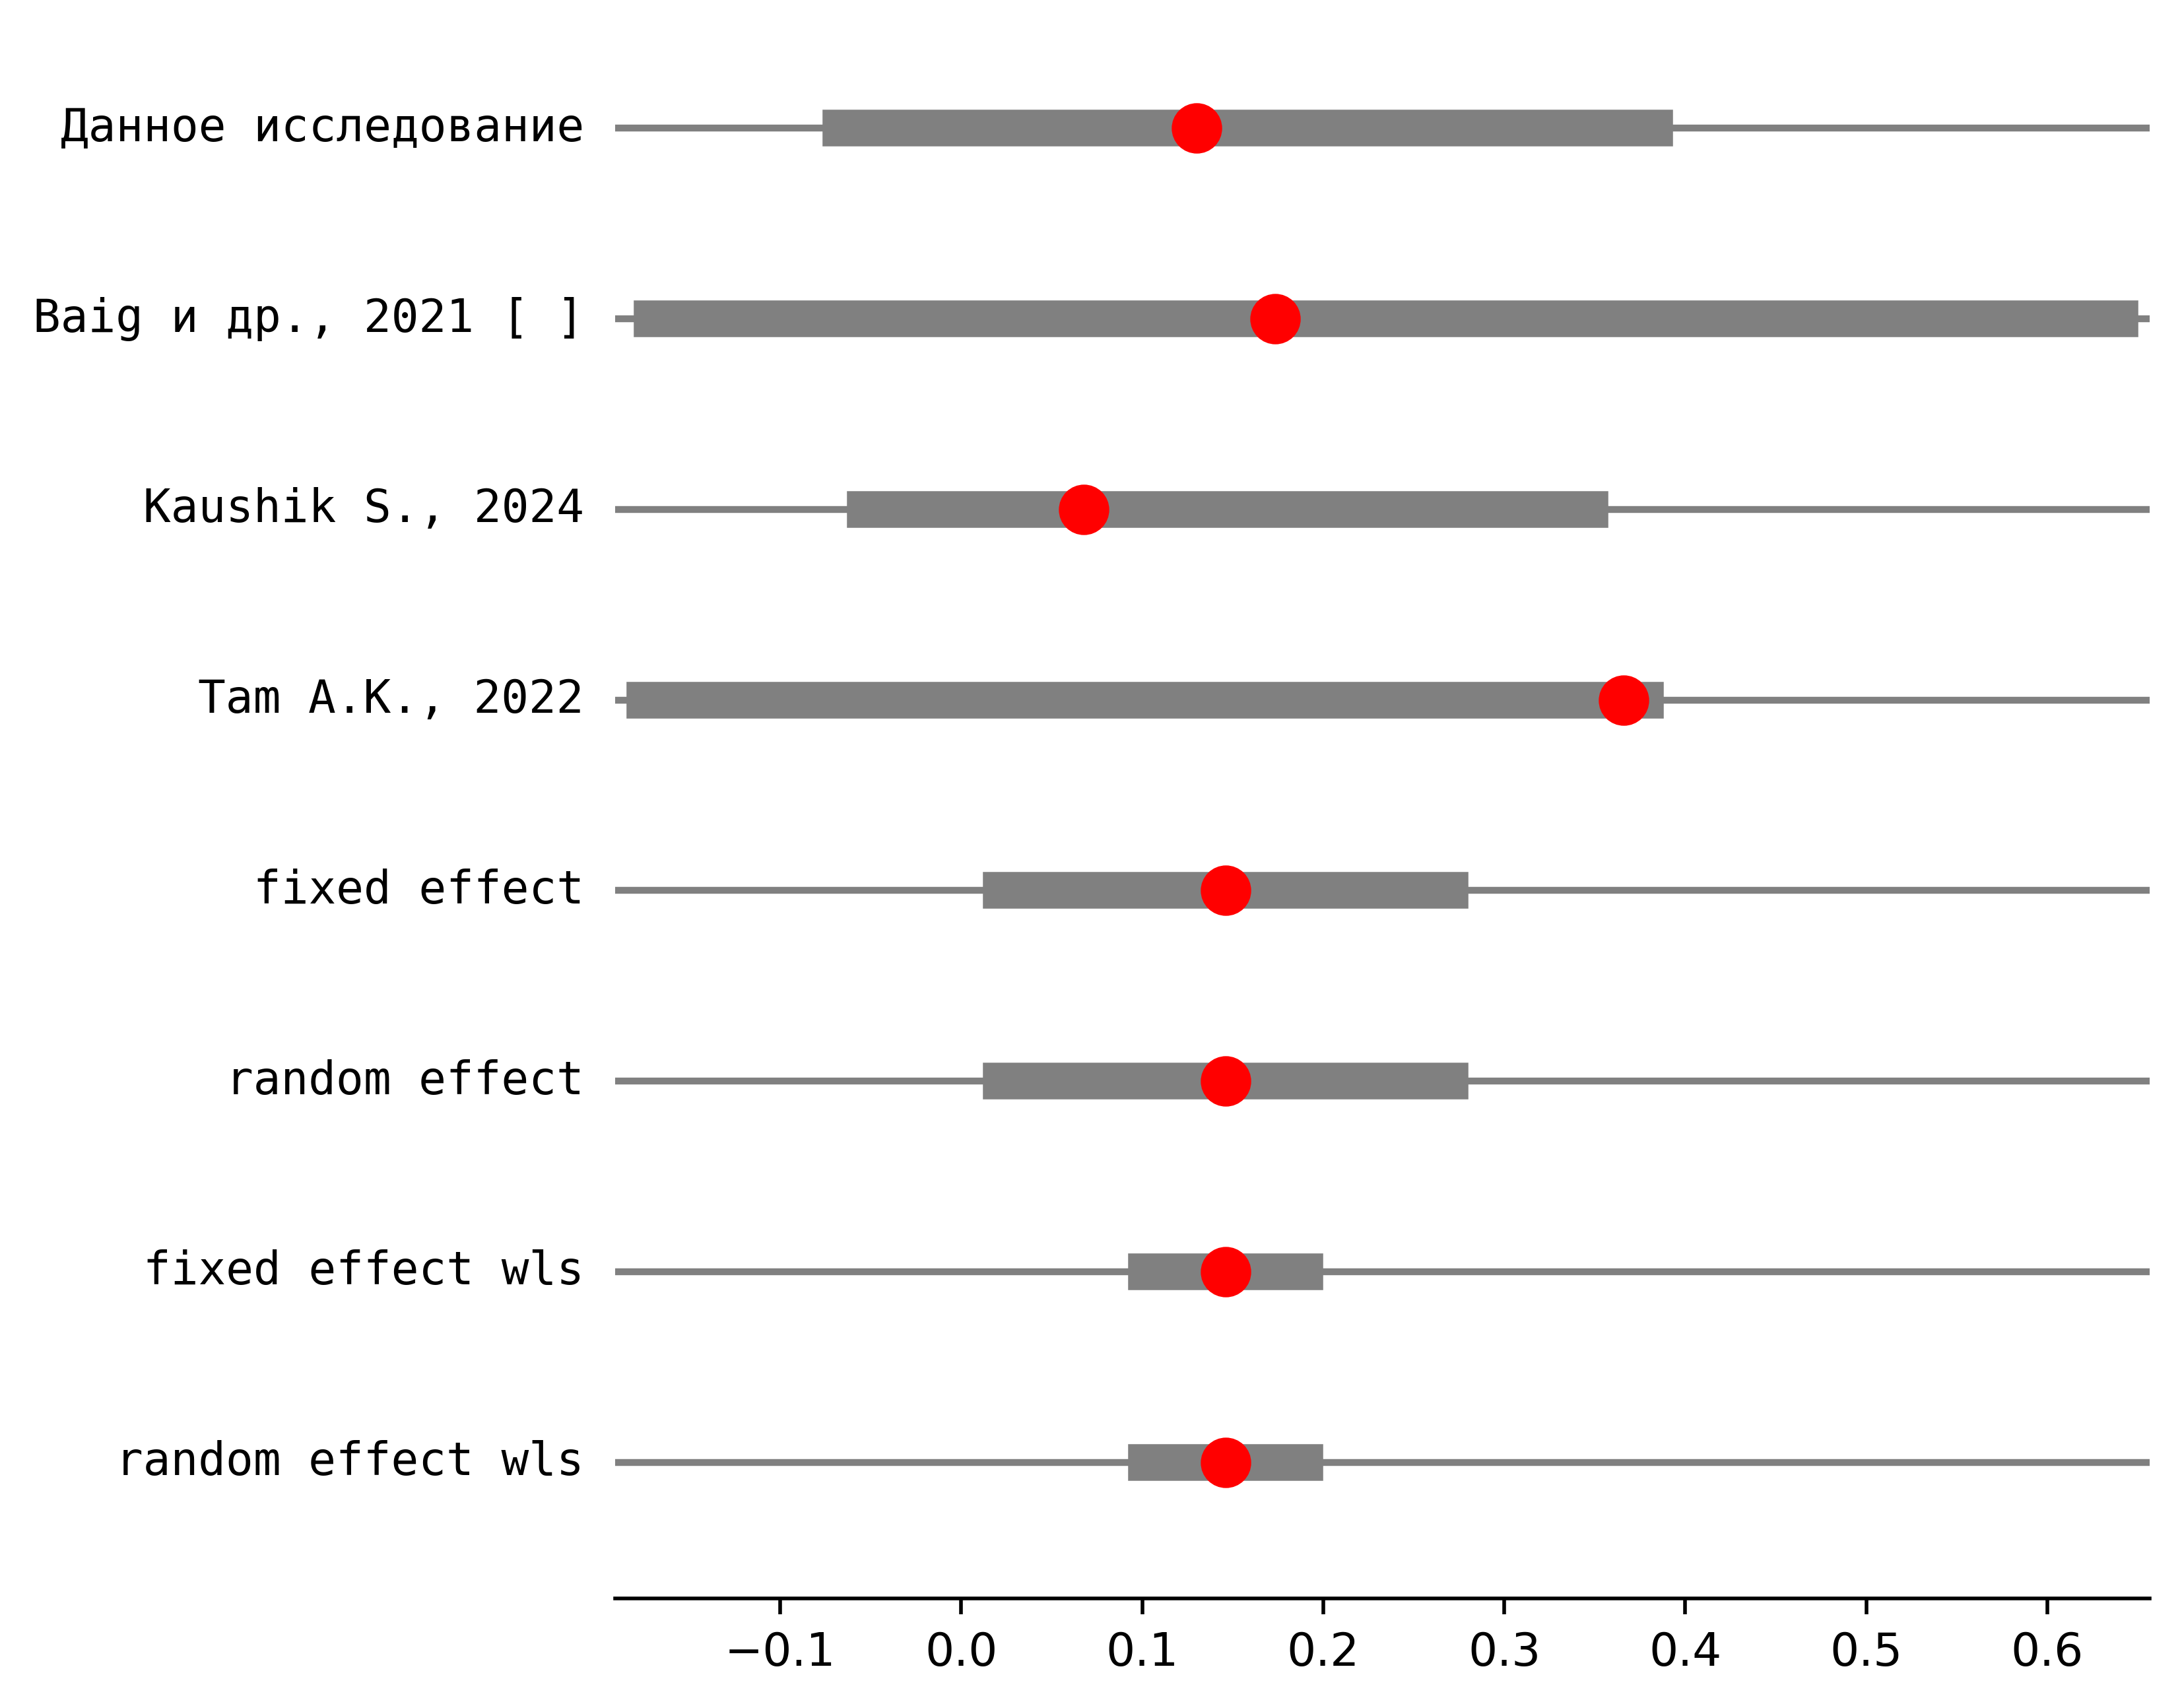 Данное исследование
Baig и др., 2021 [ ]
Kaushik S., 2024
Tam A.K., 2022
fixed effect
random effect
fixed effect wls
random effect wls
−0.1 0.0 0.1 0.2 0.3 0.4 0.5 0.6